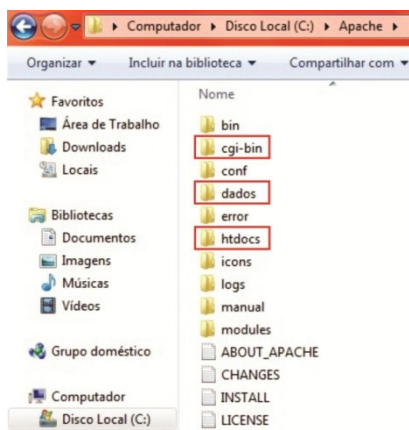 Computador ▸ Disco Local (C:) ▸ Apache ▸
Organizar Incluir na biblioteca Compartilhar com
Favoritos
Área de Trabalho
Downloads
Locais
Bibliotecas
Documentos
Imagens
Músicas
Vídeos
Grupo doméstico
Computador
Disco Local (C:)
Nome
bin
cgi-bin
conf
dados
error
htdocs
icons
logs
manual
modules
ABOUT_APACHE
CHANGES
INSTALL
LICENSE